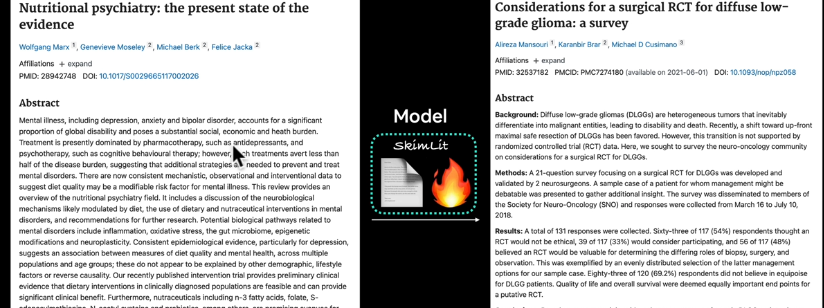 Nutritional psychiatry: the present state of the
evidence
Wolfgang Marx 1, Genevieve Moseley 2, Michael Berk 2, Felice Jacka 2
Affiliations + expand
PMID: 28942748 DOI: 10.1017/S0029665117002026
Abstract
Mental illness, including depression, anxiety and bipolar disorder, accounts for a significant
proportion of global disability and poses a substantial social, economic and heath burden.
Treatment is presently dominated by pharmacotherapy, such as antidepressants, and
psychotherapy, such as cognitive behavioural therapy; however, such treatments avert less than
half of the disease burden, suggesting that additional strategies are needed to prevent and treat
mental disorders. There are now consistent mechanistic, observational and interventional data to
suggest diet quality may be a modifiable risk factor for mental illness. This review provides an
overview of the nutritional psychiatry field. It includes a discussion of the neurobiological
mechanisms likely modulated by diet, the use of dietary and nutraceutical interventions in mental
disorders, and recommendations for further research. Potential biological pathways related to
mental disorders include inflammation, oxidative stress, the gut microbiome, epigenetic
modifications and neuroplasticity. Consistent epidemiological evidence, particularly for depression,
suggests an association between measures of diet quality and mental health, across multiple
populations and age groups; these do not appear to be explained by other demographic, lifestyle
factors or reverse causality. Our recently published intervention trial provides preliminary clinical
evidence that dietary interventions in clinically diagnosed populations are feasible and can provide
significant clinical benefit. Furthermore, nutraceuticals including n-3 fatty acids, folate, S-
Model
SkimLit
Considerations for a surgical RCT for diffuse low-
grade glioma: a survey
Alireza Mansouri 1, Karanbir Brar 2, Michael D Cusimano 3
Affiliations + expand
PMID: 32537182 PMCID: PMC7274180 (available on 2021-06-01) DOI: 10.1093/nop/npz058
Abstract
Background: Diffuse low-grade gliomas (DLGGs) are heterogeneous tumors that inevitably
differentiate into malignant entities, leading to disability and death. Recently, a shift toward up-front
maximal safe resection of DLGGs has been favored. However, this transition is not supported by
randomized controlled trial (RCT) data. Here, we sought to survey the neuro-oncology community
on considerations for a surgical RCT for DLGGs.
Methods: A 21-question survey focusing on a surgical RCT for DLGGs was developed and
validated by 2 neurosurgeons. A sample case of a patient for whom management might be
debatable was presented to gather additional insight. The survey was disseminated to members of
the Society for Neuro-Oncology (SNO) and responses were collected from March 16 to July 10,
2018.
Results: A total of 131 responses were collected. Sixty-three of 117 (54%) respondents thought an
RCT would not be ethical, 39 of 117 (33%) would consider participating, and 56 of 117 (48%)
believed an RCT would be valuable for determining the differing roles of biopsy, surgery, and
observation. This was exemplified by an evenly distributed selection of the latter management
options for our sample case. Eighty-three of 120 (69.2%) respondents did not believe in equipoise
for DLGG patients. Quality of life and overall survival were deemed equally important end points for
a putative RCT.